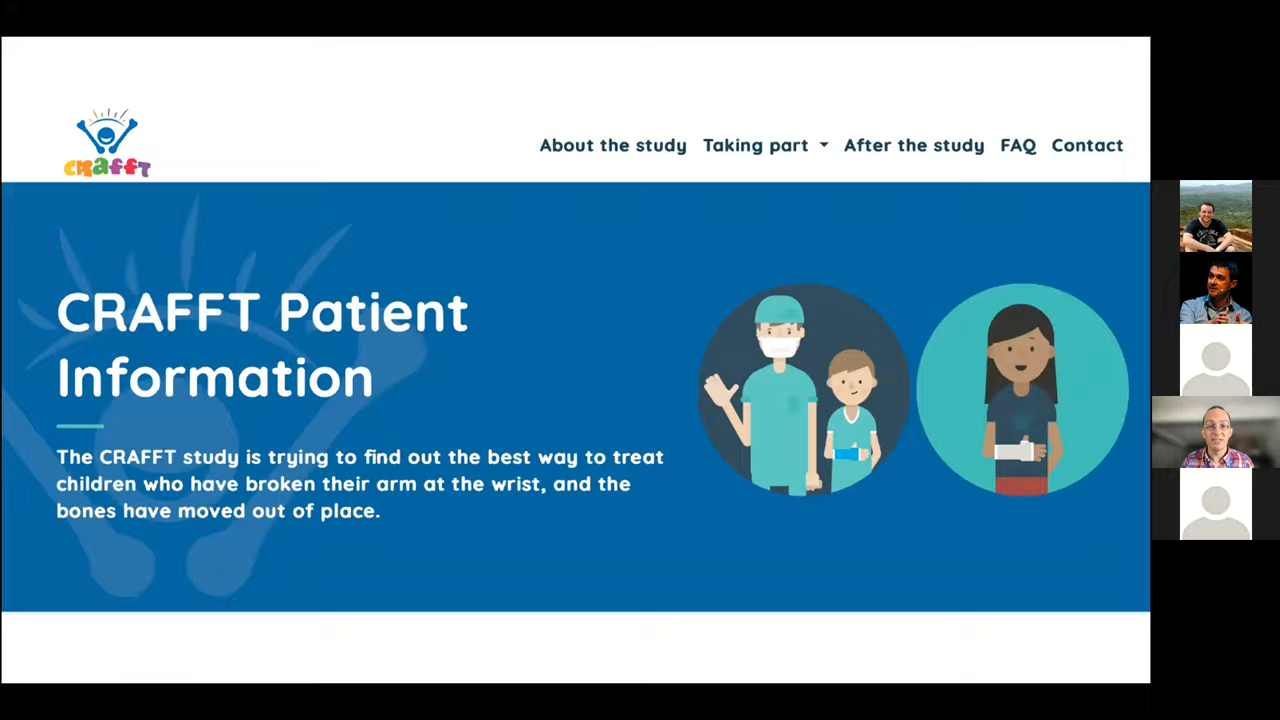 CRAFFT
About the study Taking part After the study FAQ Contact
CRAFFT Patient
Information
The CRAFFT study is trying to find out the best way to treat
children who have broken their arm at the wrist, and the
bones have moved out of place.